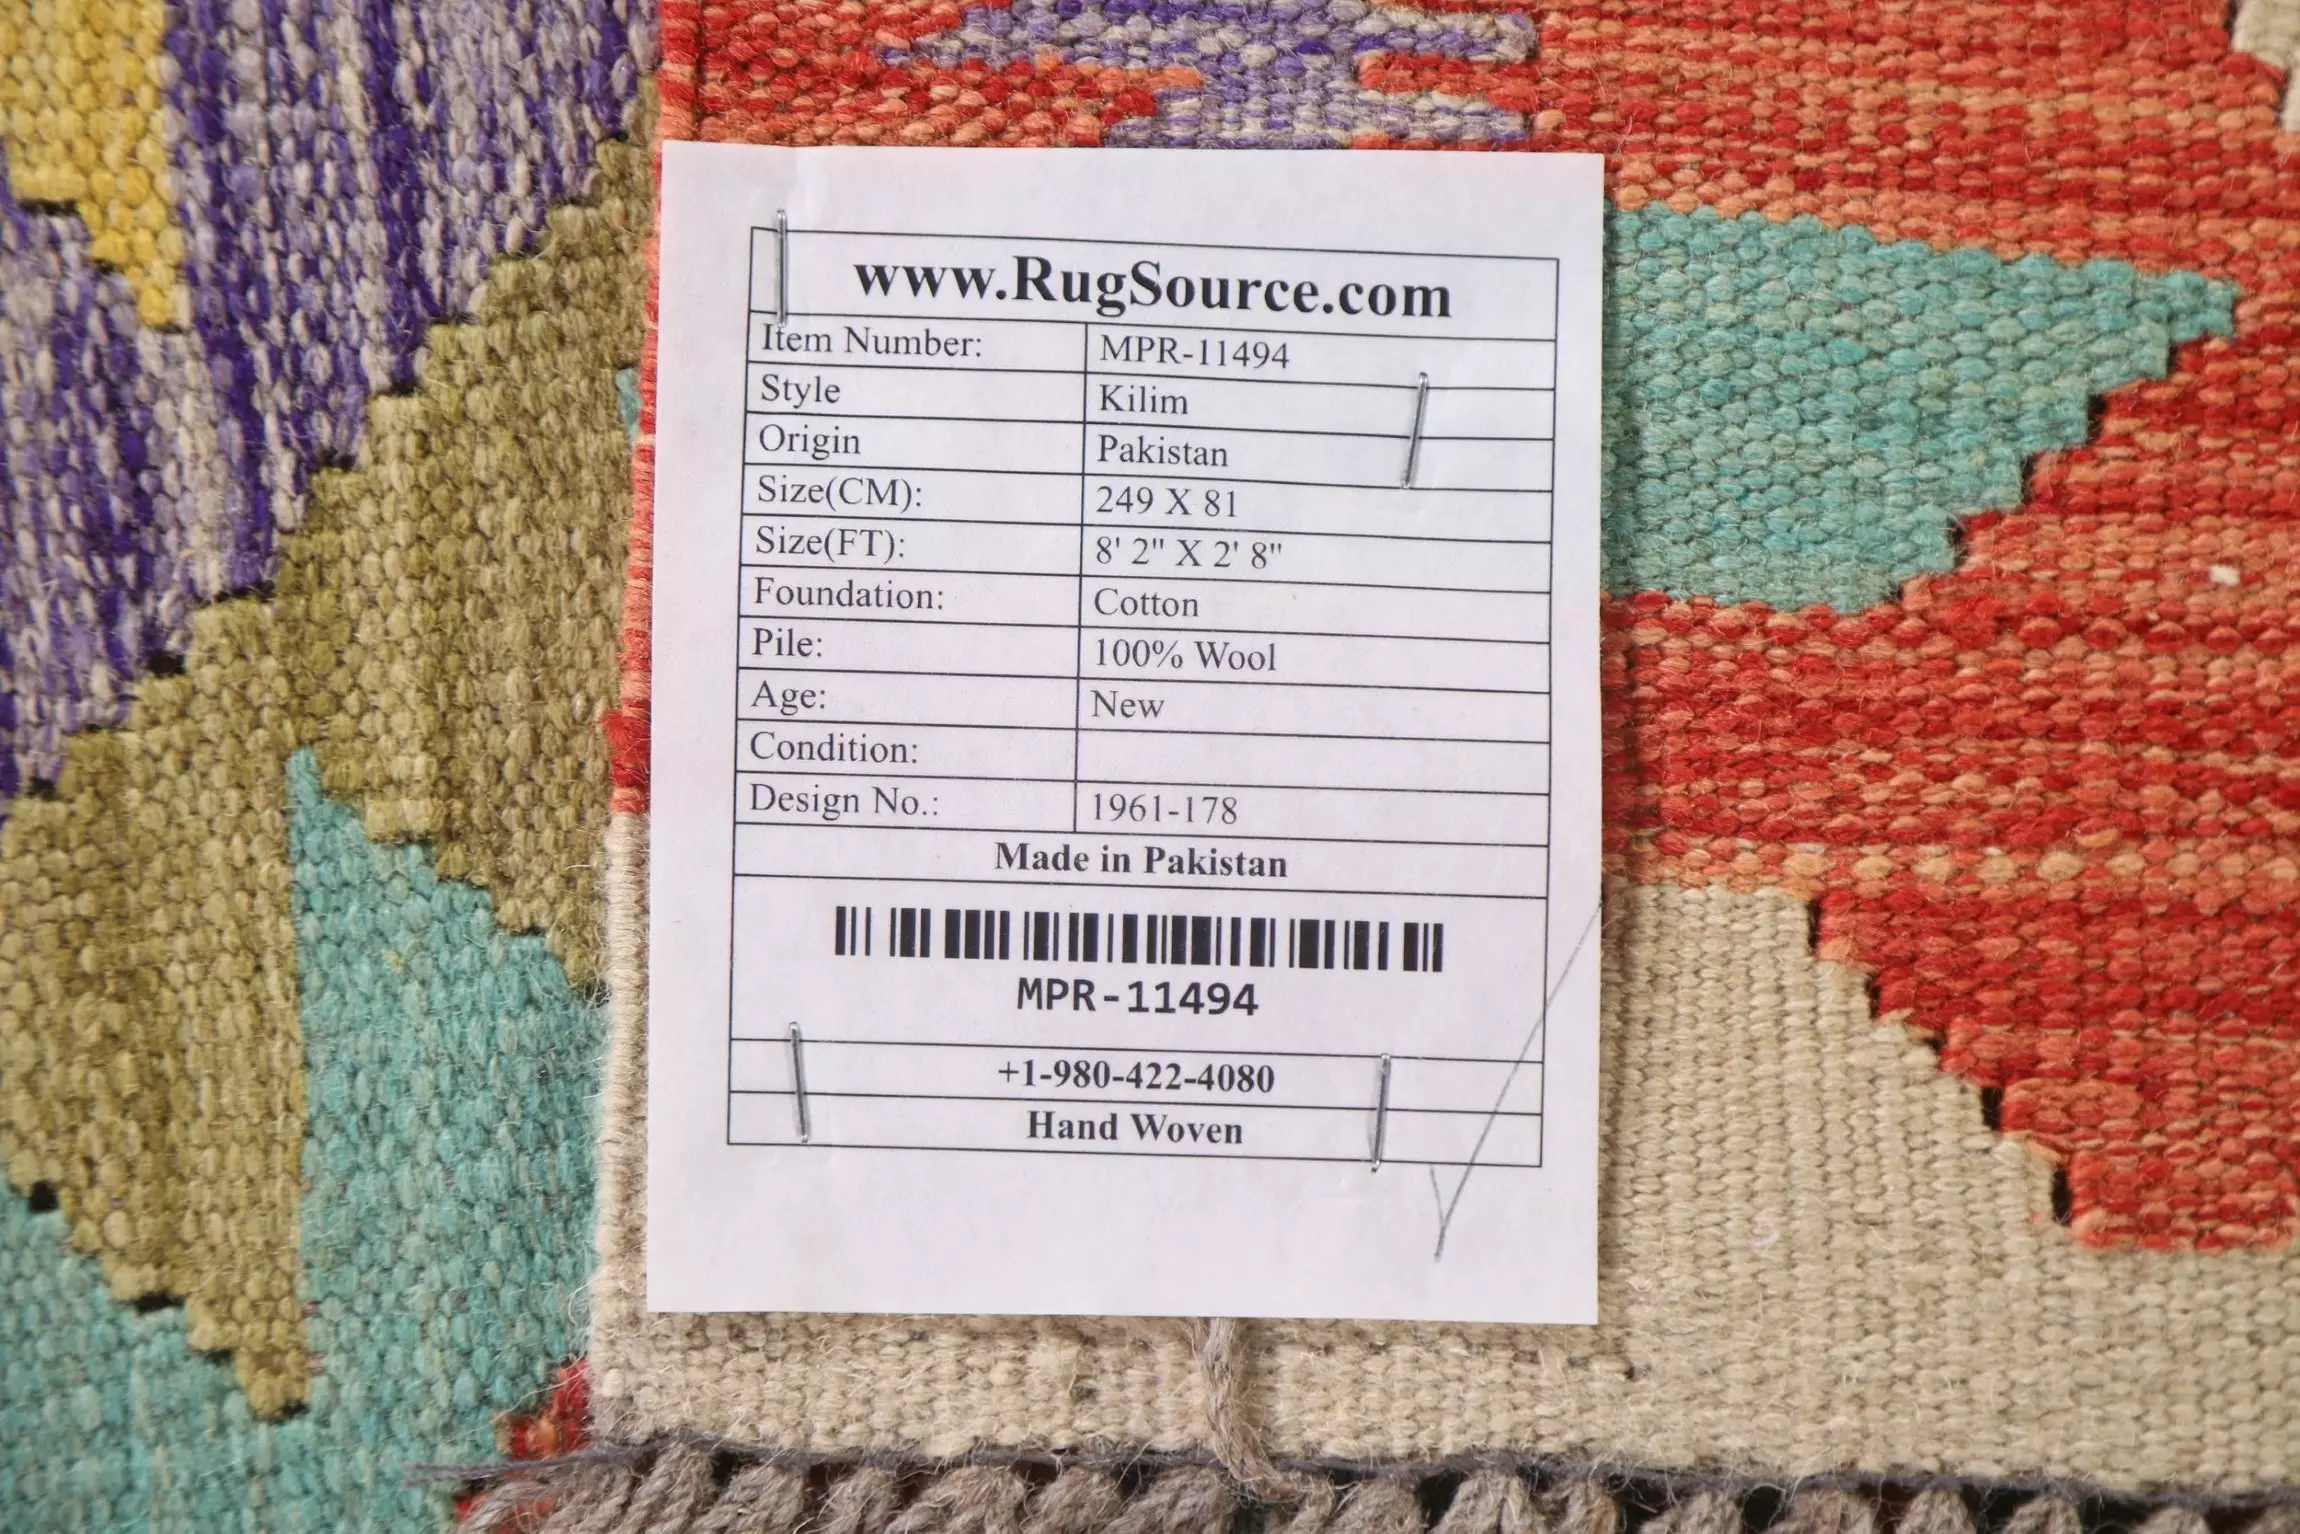 www.RugSource.com
Item Number: MPR-11494
Style Kilim
Origin Pakistan
Size(CM): 249 X 81
Size(FT): 8' 2" X 2' 8"
Foundation: Cotton
Pile: 100% Wool
Age: New
Condition:
Design No.: 1961-178
Made in Pakistan
MPR-11494
+1-980-422-4080
Hand Woven